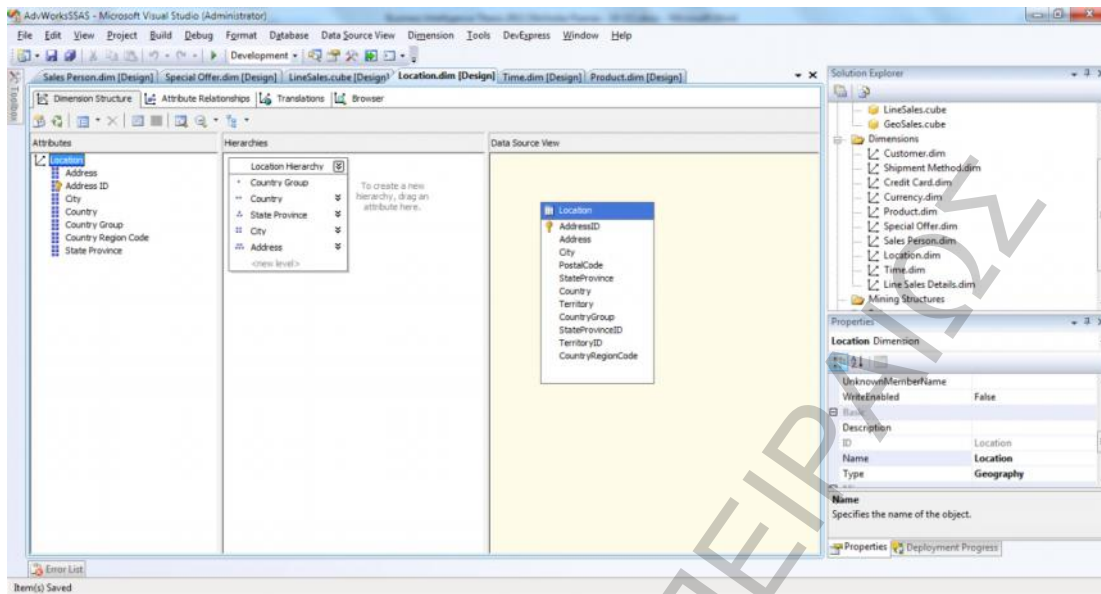 AdvWorksSSAS - Microsoft Visual Studio (Administrator)
File Edit View Project Build Debug Format Database Data Source View Dimension Tools DevExpress Window Help
Development
Sales Person.dim [Design] Special Offer.dim [Design] LineSales.cube [Design] Location.dim [Design] Time.dim [Design] Product.dim [Design]
Toolbox
Dimension Structure Attribute Relationships Translations Browser
Attributes
Location
Address
Address ID
City
Country
Country Group
Country Region Code
State Province
Hierarchies
Location Hierarchy
Country Group
Country
State Province
City
Address
<new level>
To create a new
hierarchy, drag an
attribute here.
Data Source View
Location
AddressID
Address
City
PostalCode
StateProvince
Country
Territory
CountryGroup
StateProvinceID
TerritoryID
CountryRegionCode
Solution Explorer
LineSales.cube
GeoSales.cube
Dimensions
Customer.dim
Shipment Method.dim
Credit Card.dim
Currency.dim
Product.dim
Special Offer.dim
Sales Person.dim
Location.dim
Time.dim
Line Sales Details.dim
Mining Structures
Properties
Location Dimension
UnknownMemberName
WriteEnabled False
Basic
Description
ID Location
Name Location
Type Geography
Name
Specifies the name of the object.
Properties Deployment Progress
Error List
Item(s) Saved
ΠΕΙΡΑΙΩΣ